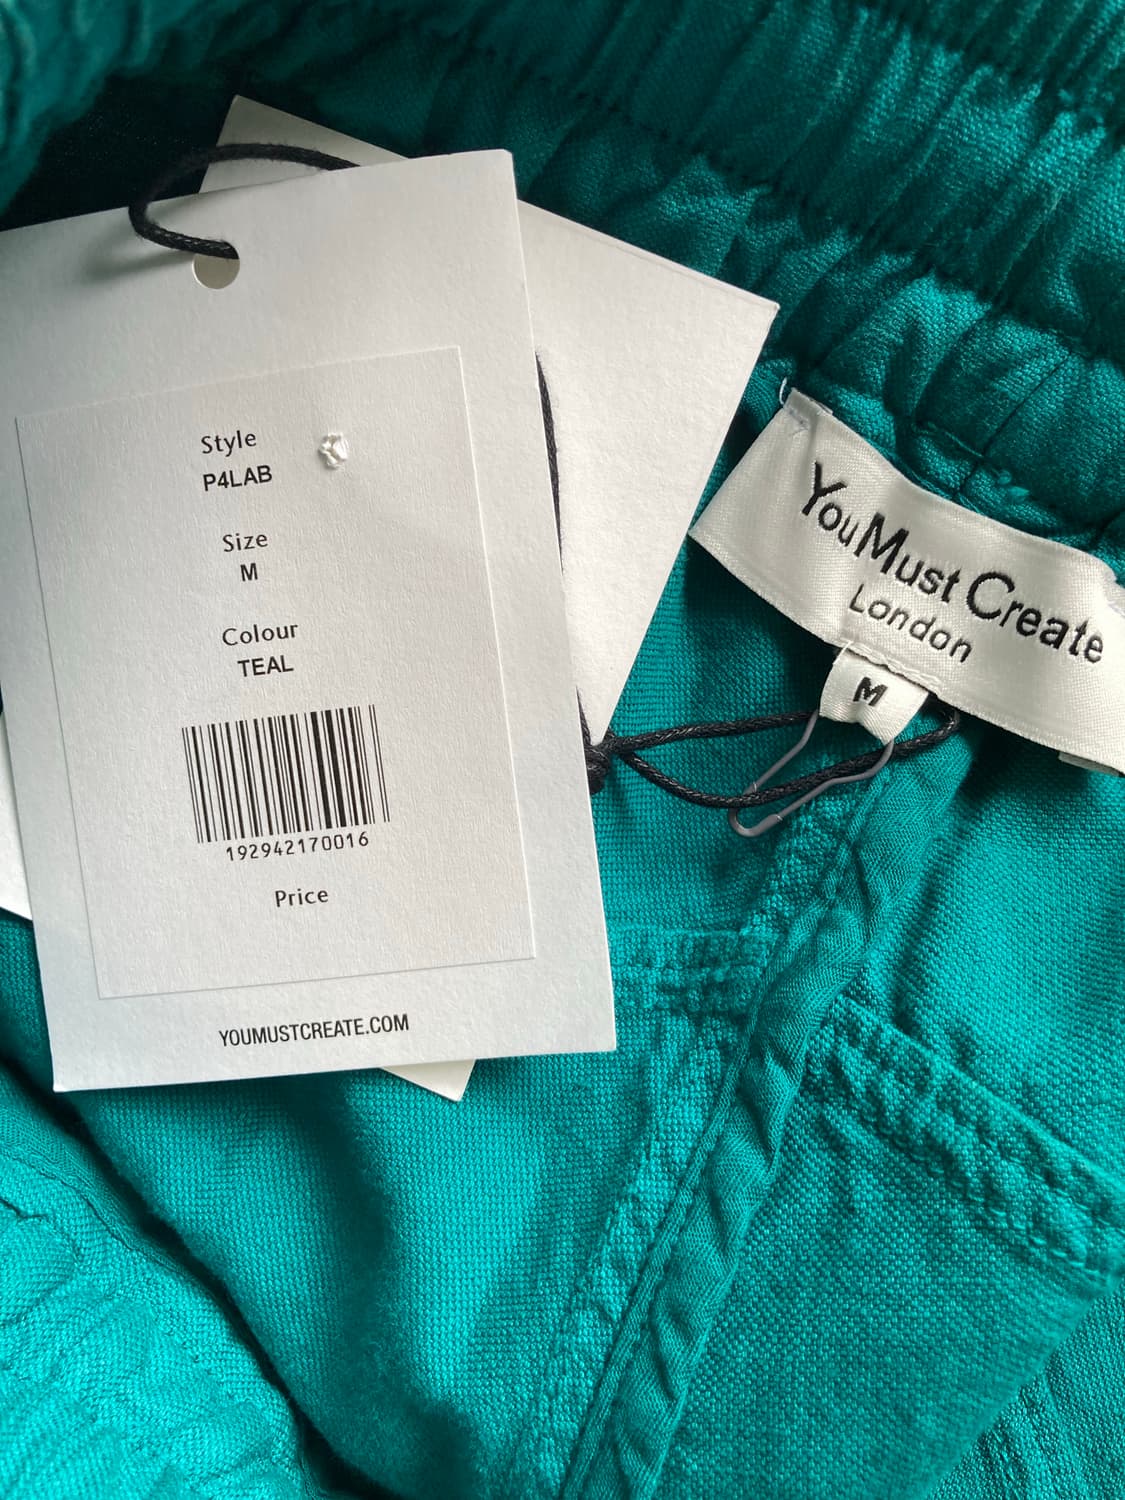 Style
P4LAB
Size
M
Colour
TEAL
192942170016
Price
YOUMUSTCREATE.COM
You Must Create
London
M